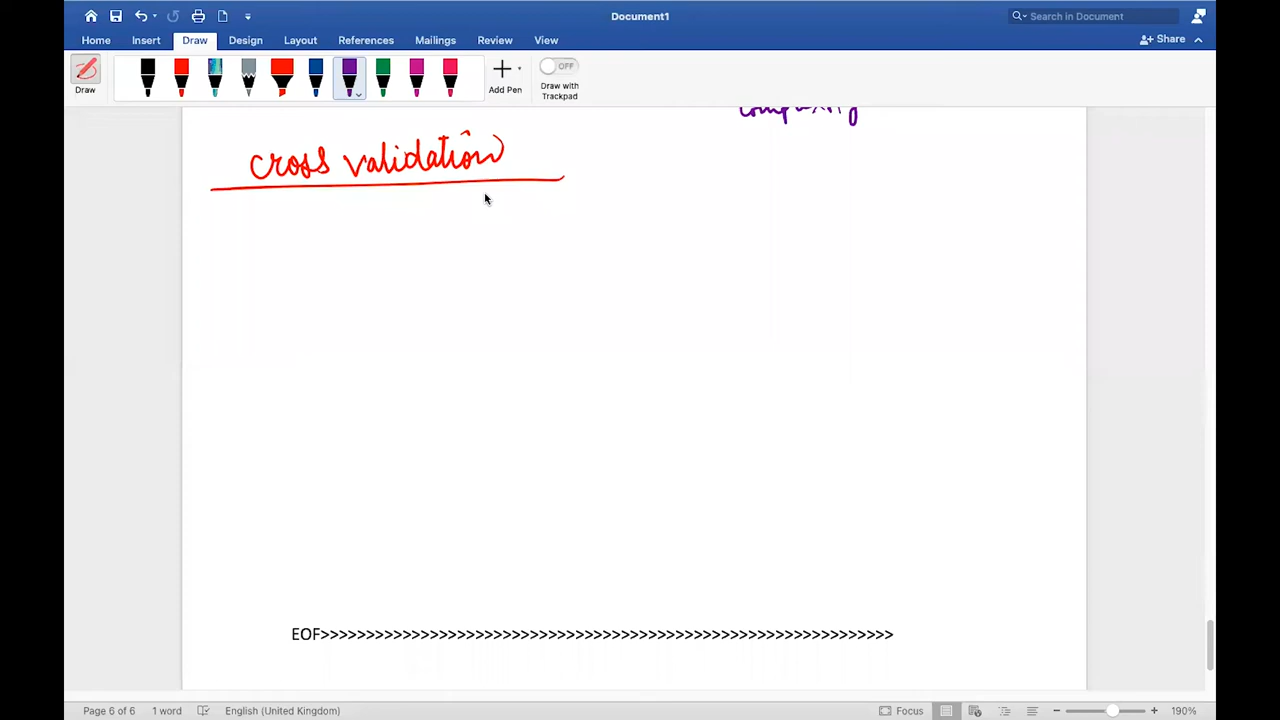 Document1
Search in Document
Home Insert Draw Design Layout References Mailings Review View
Share
Draw
Add Pen
OFF
Draw with
Trackpad
complexity
cross validation
EOF>>>>>>>>>>>>>>>>>>>>>>>>>>>>>>>>>>>>>>>>>>>>>>>>>>>>>>>>>>>>>>>
Page 6 of 6 1 word English (United Kingdom) Focus 190%